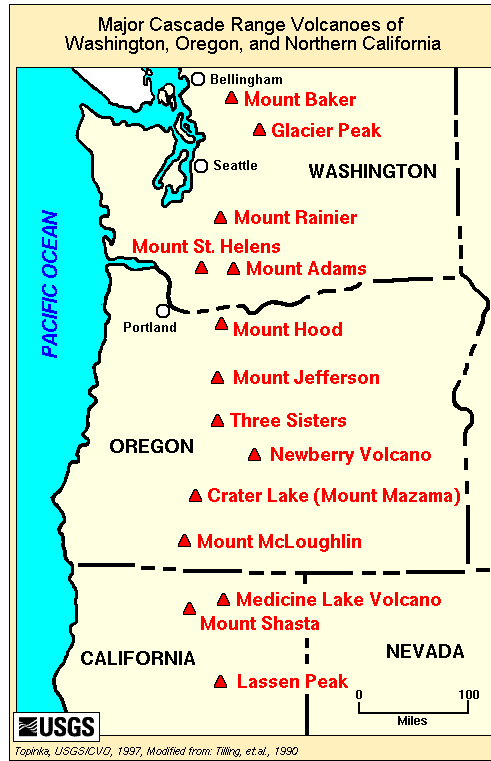 Major Cascade Range Volcanoes of
Washington, Oregon, and Northern California
Bellingham
Mount Baker
Glacier Peak
Seattle
WASHINGTON
Mount Rainier
Mount St. Helens
Mount Adams
PACIFIC OCEAN
Portland
Mount Hood
Mount Jefferson
Three Sisters
OREGON
Newberry Volcano
Crater Lake (Mount Mazama)
Mount McLoughlin
Medicine Lake Volcano
Mount Shasta
CALIFORNIA
NEVADA
Lassen Peak
0 100
Miles
USGS
Topinka, USGS/CVO, 1997, Modified from: Tilling, et.al., 1990